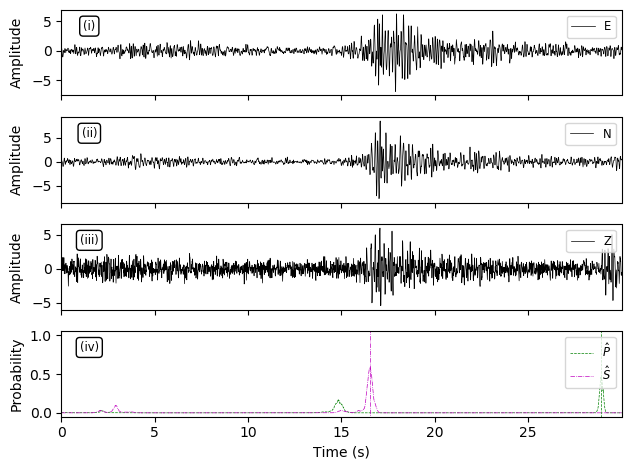 Amplitude
5
0
−5
(i)
E
Amplitude
5
0
−5
(ii)
N
Amplitude
5
0
−5
(iii)
Z
Probability
1.0
0.5
0.0
(iv)
P̂
Ŝ
0 5 10 15 20 25
Time (s)